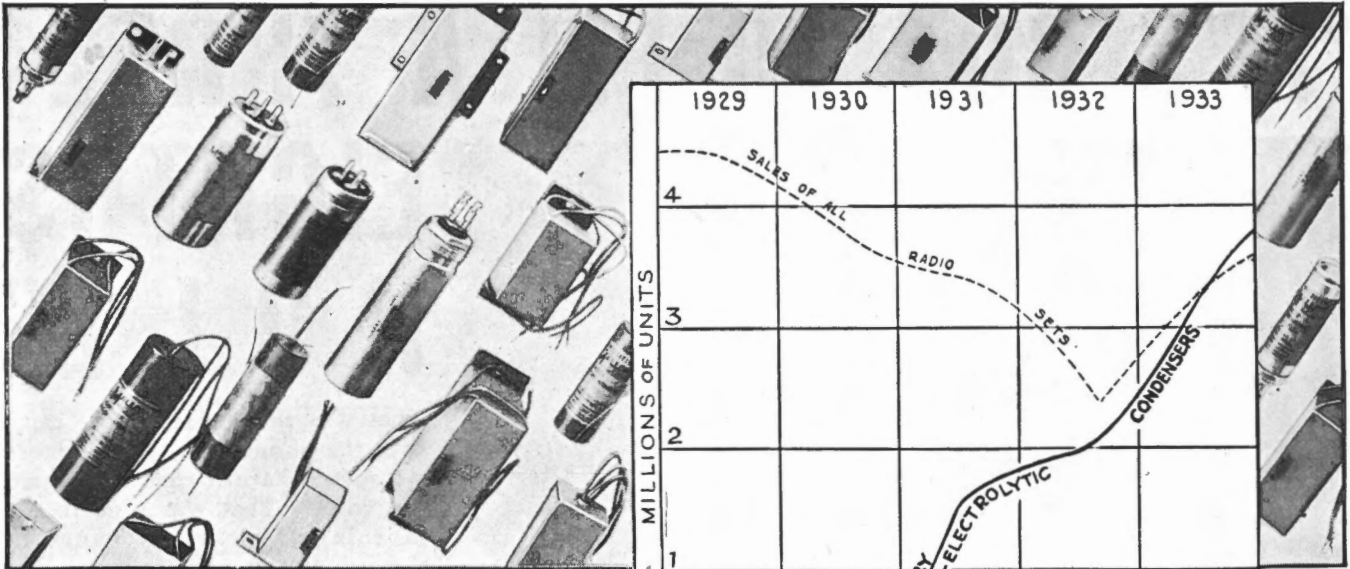 1929 1930 1931 1932 1933
SALES OF ALL RADIO SETS
4
3
2
1
MILLIONS OF UNITS
-ELECTROLYTIC CONDENSERS